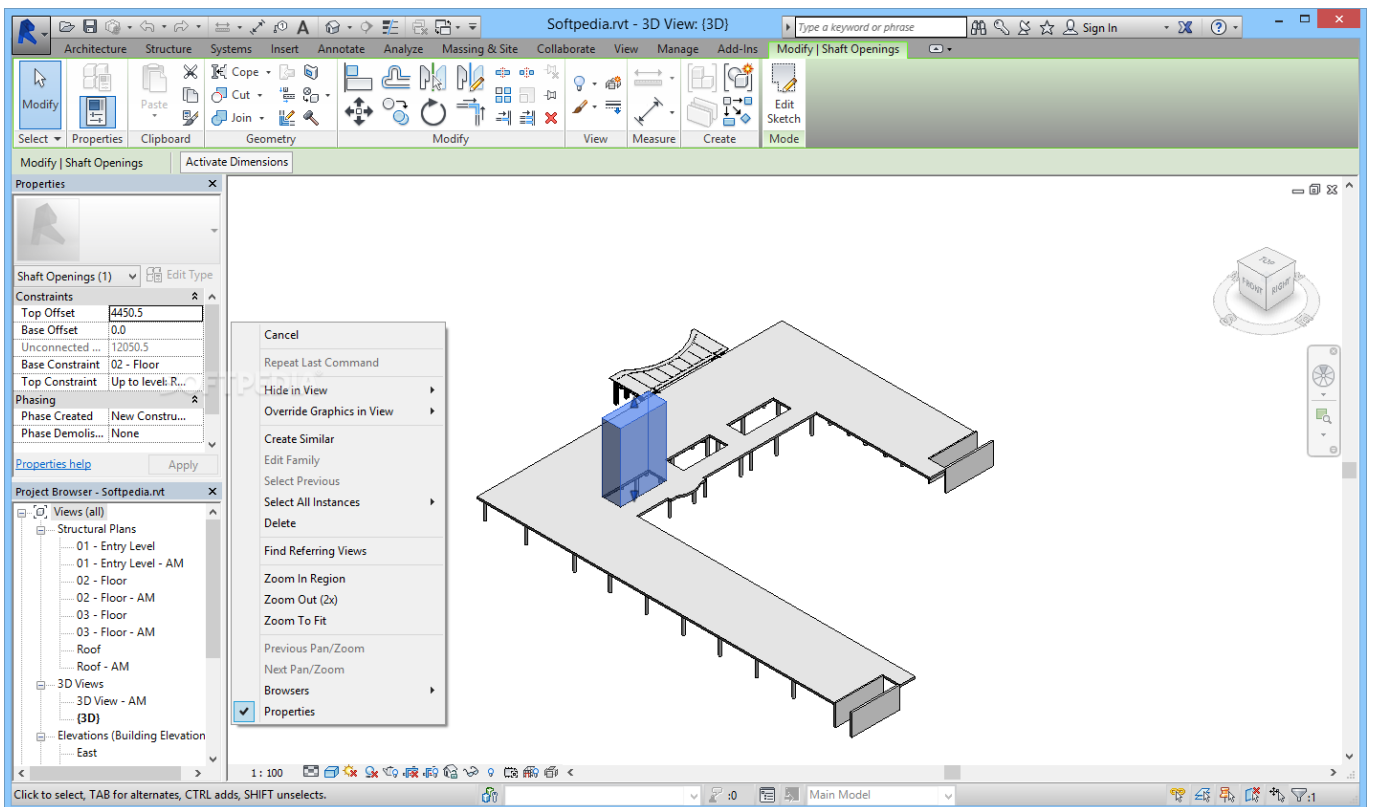 Softpedia.rvt - 3D View: {3D}
Type a keyword or phrase
Sign In
Architecture Structure Systems Insert Annotate Analyze Massing & Site Collaborate View Manage Add-Ins Modify | Shaft Openings
Modify
Paste
Cope
Cut
Join
Edit
Sketch
Select Properties Clipboard Geometry Modify View Measure Create Mode
Modify | Shaft Openings Activate Dimensions
Properties
Shaft Openings (1) Edit Type
Constraints
Top Offset 4450.5
Base Offset 0.0
Unconnected ... 12050.5
Base Constraint 02 - Floor
Top Constraint Up to level: R...
Phasing
Phase Created New Constru...
Phase Demolis... None
Properties help Apply
Project Browser - Softpedia.rvt
Views (all)
Structural Plans
01 - Entry Level
01 - Entry Level - AM
02 - Floor
02 - Floor - AM
03 - Floor
03 - Floor - AM
Roof
Roof - AM
3D Views
3D View - AM
{3D}
Elevations (Building Elevation
East
Cancel
Repeat Last Command
Hide in View
Override Graphics in View
Create Similar
Edit Family
Select Previous
Select All Instances
Delete
Find Referring Views
Zoom In Region
Zoom Out (2x)
Zoom To Fit
Previous Pan/Zoom
Next Pan/Zoom
Browsers
Properties
SOFTPEDIA
TOP
FRONT
RIGHT
1 : 100
Click to select, TAB for alternates, CTRL adds, SHIFT unselects.
:0
Main Model
:1